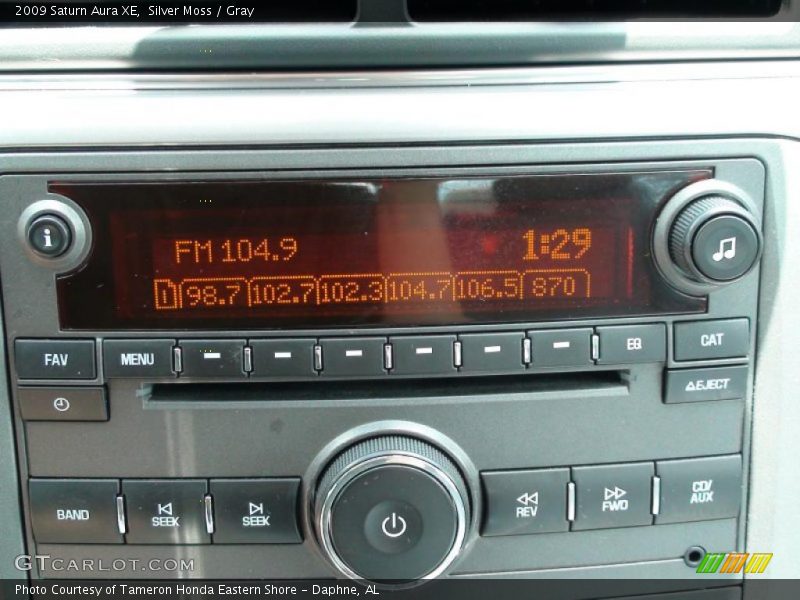 2009 Saturn Aura XE, Silver Moss / Gray
i
FM 104.9 1:29
1 98.7 102.7 102.3 104.7 106.5 870
FAV MENU CAT
EJECT
BAND SEEK SEEK REV FWD CD/
AUX
GTCARLOT.COM
Photo Courtesy of Tameron Honda Eastern Shore - Daphne, AL